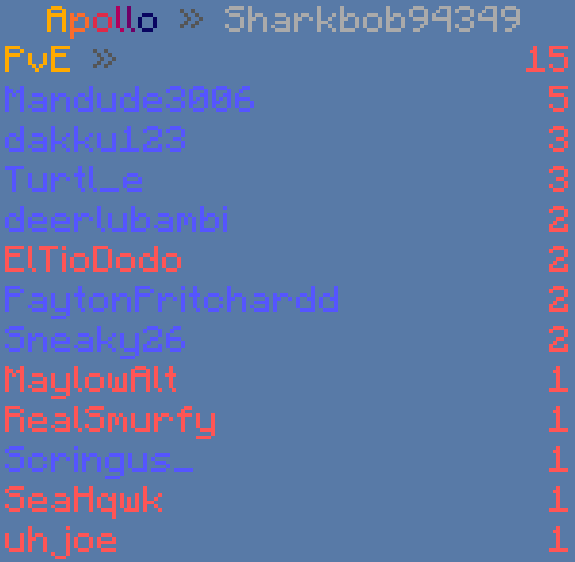 Apollo » Sharkbob94349
PvE » 15
Mandude3006 5
dakku123 3
Turtl_e 3
deerlubambi 2
ElTioDodo 2
PaytonPritchardd 2
Sneaky26 2
MaylowAlt 1
RealSmurfy 1
Scringus_ 1
SeaHqwk 1
uhjoe 1